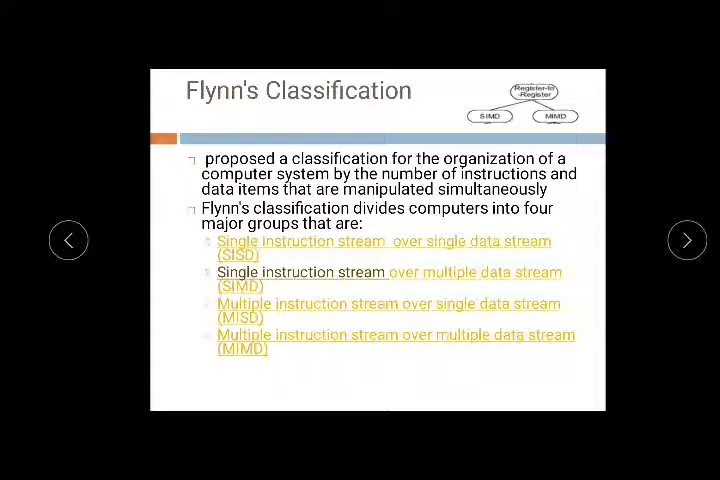 Flynn's Classification
Register-to
-Register
SIMD
MIMD
proposed a classification for the organization of a
computer system by the number of instructions and
data items that are manipulated simultaneously
Flynn's classification divides computers into four
major groups that are:
Single instruction stream over single data stream
(SISD)
Single instruction stream over multiple data stream
(SIMD)
Multiple instruction stream over single data stream
(MISD)
Multiple instruction stream over multiple data stream
(MIMD)